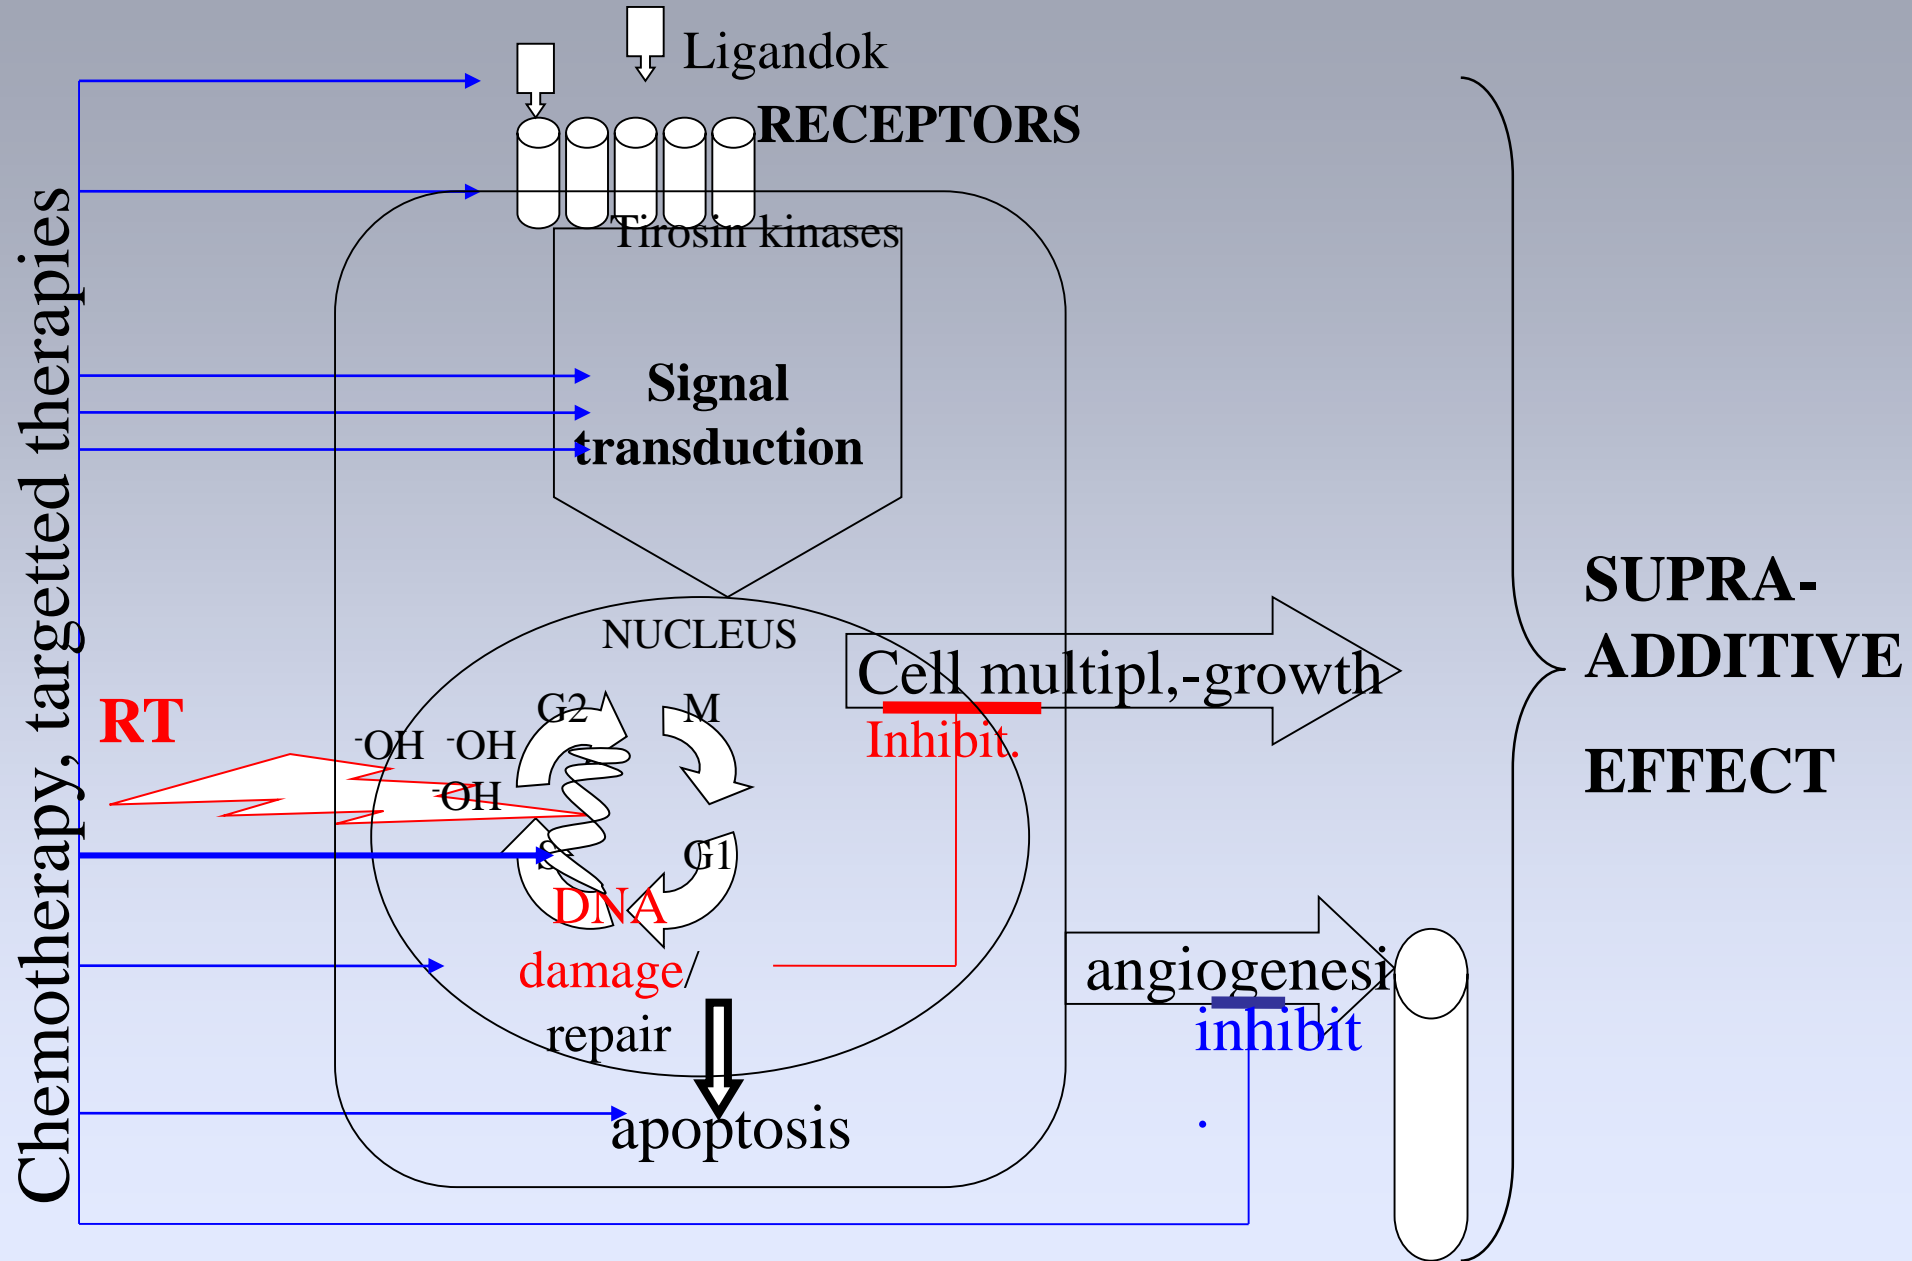 Ligandok
RECEPTORS
Tirosin kinases
Signal
transduction
Chemotherapy, targetted therapies
NUCLEUS
Cell multipl,-growth
Inhibit.
RT
-OH -OH
-OH
G2
M
S
G1
DNA
damage/
repair
apoptosis
angiogenesi
inhibit
.
SUPRA-
ADDITIVE
EFFECT